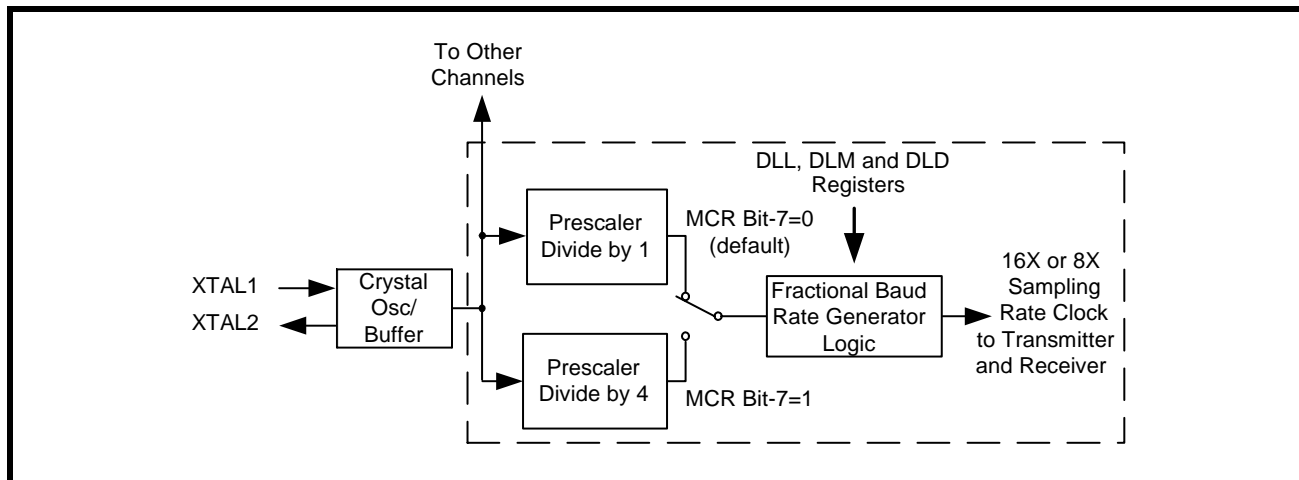 To Other
Channels
DLL, DLM and DLD
Registers
Prescaler
Divide by 1
MCR Bit-7=0
(default)
XTAL1
XTAL2
Crystal
Osc/
Buffer
Fractional Baud
Rate Generator
Logic
16X or 8X
Sampling
Rate Clock
to Transmitter
and Receiver
Prescaler
Divide by 4
MCR Bit-7=1